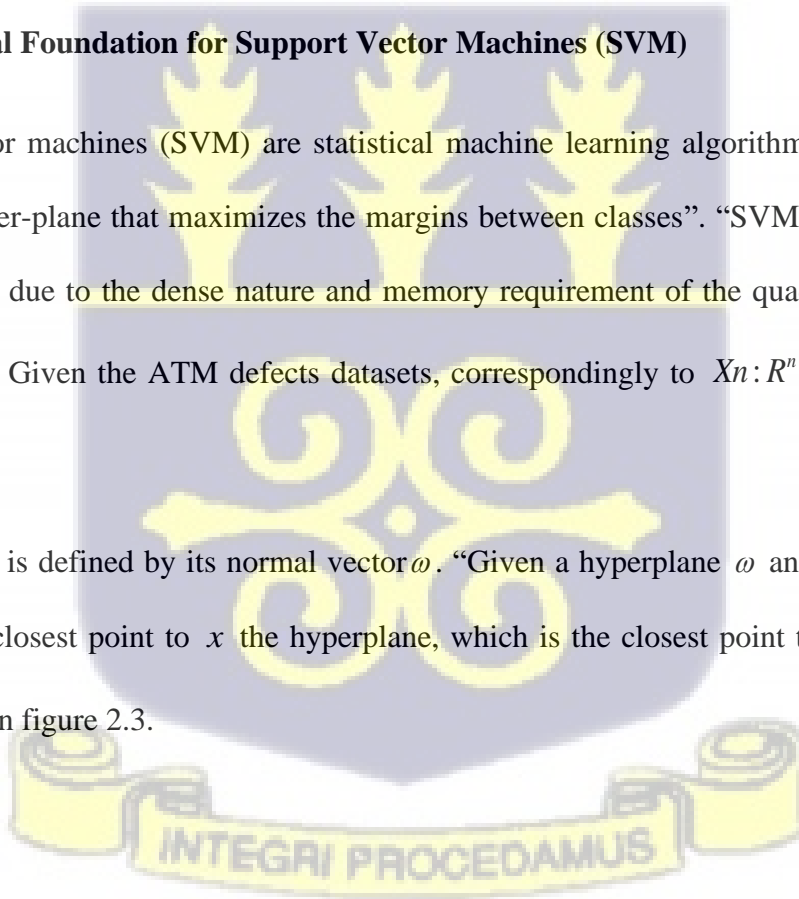 al Foundation for Support Vector Machines (SVM)
or machines (SVM) are statistical machine learning algorithm
er-plane that maximizes the margins between classes”. “SVM
due to the dense nature and memory requirement of the qua
Given the ATM defects datasets, correspondingly to Xn : Rⁿ
is defined by its normal vector ω. “Given a hyperplane ω an
closest point to x the hyperplane, which is the closest point t
n figure 2.3.
INTEGRI PROCEDAMUS